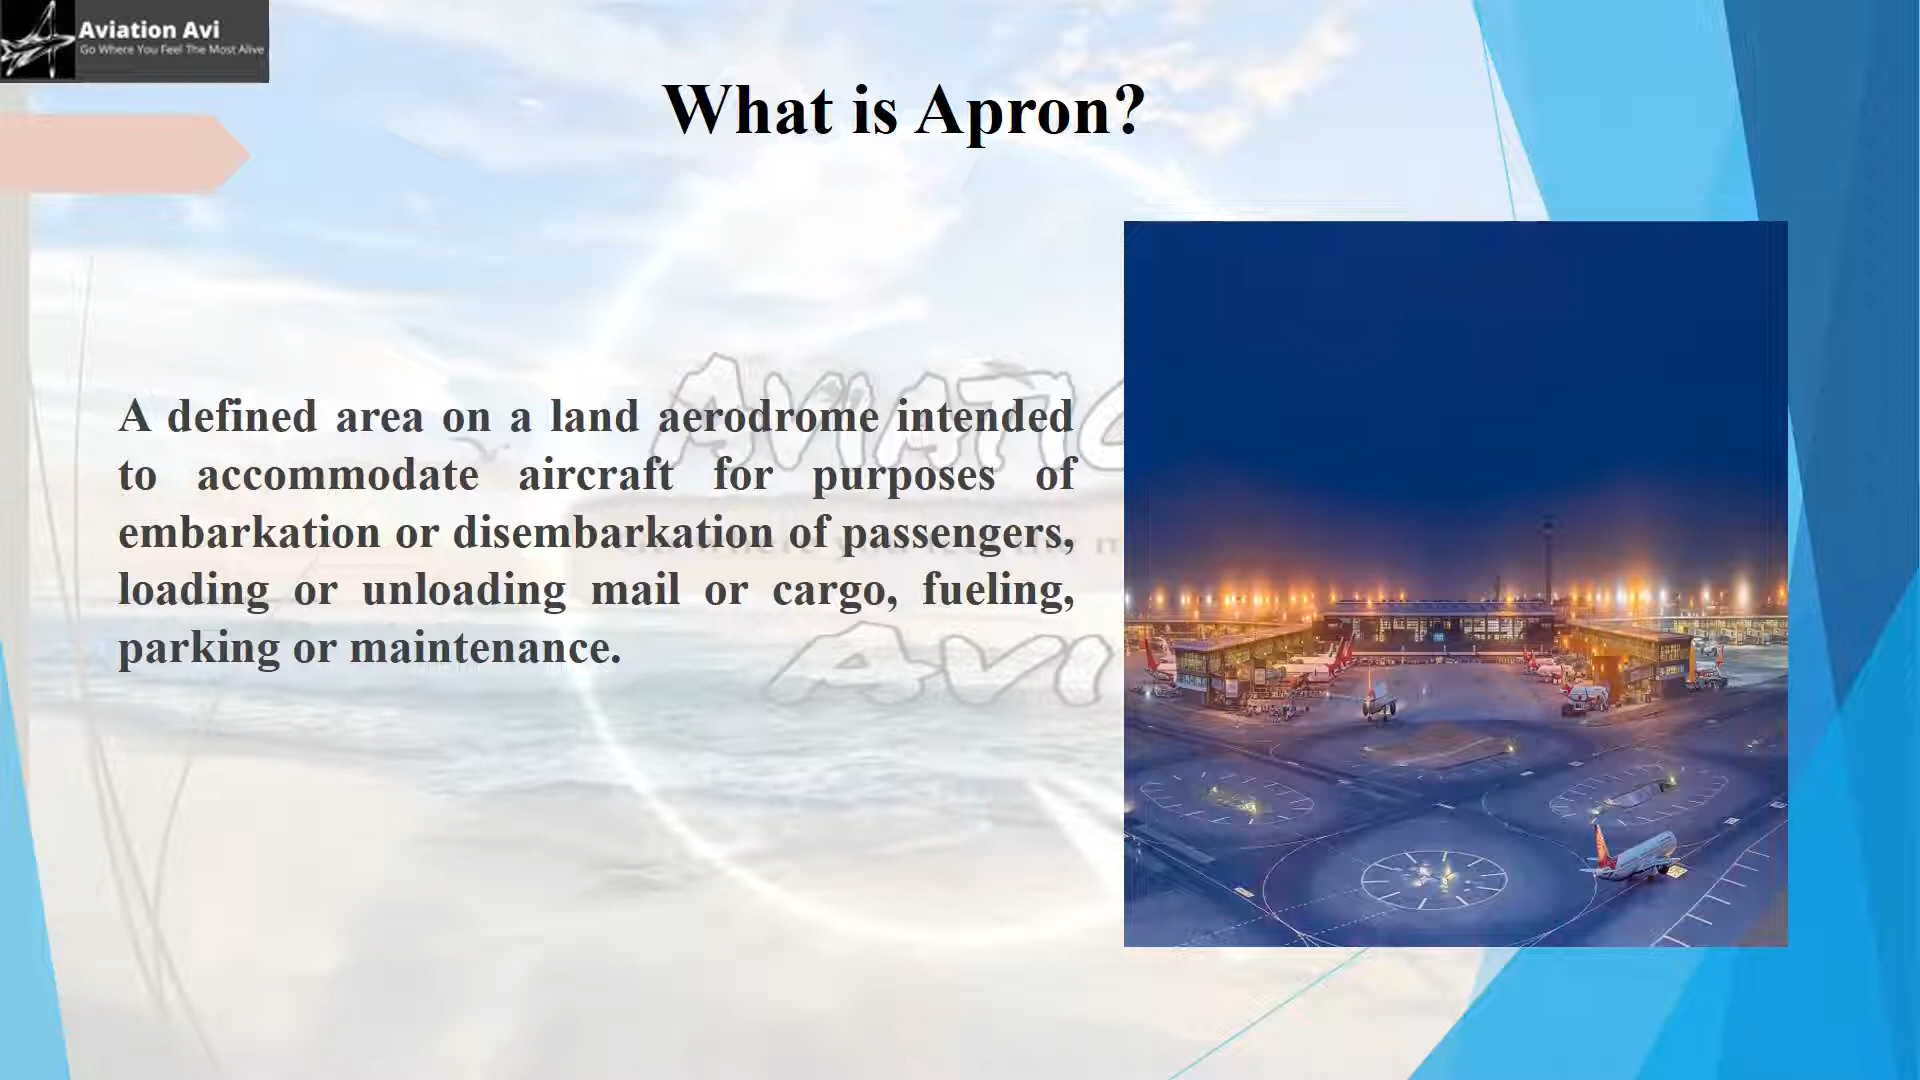 Aviation Avi
Go Where You Feel The Most Alive
What is Apron?
A defined area on a land aerodrome intended
to accommodate aircraft for purposes of
embarkation or disembarkation of passengers,
loading or unloading mail or cargo, fueling,
parking or maintenance.
Avi